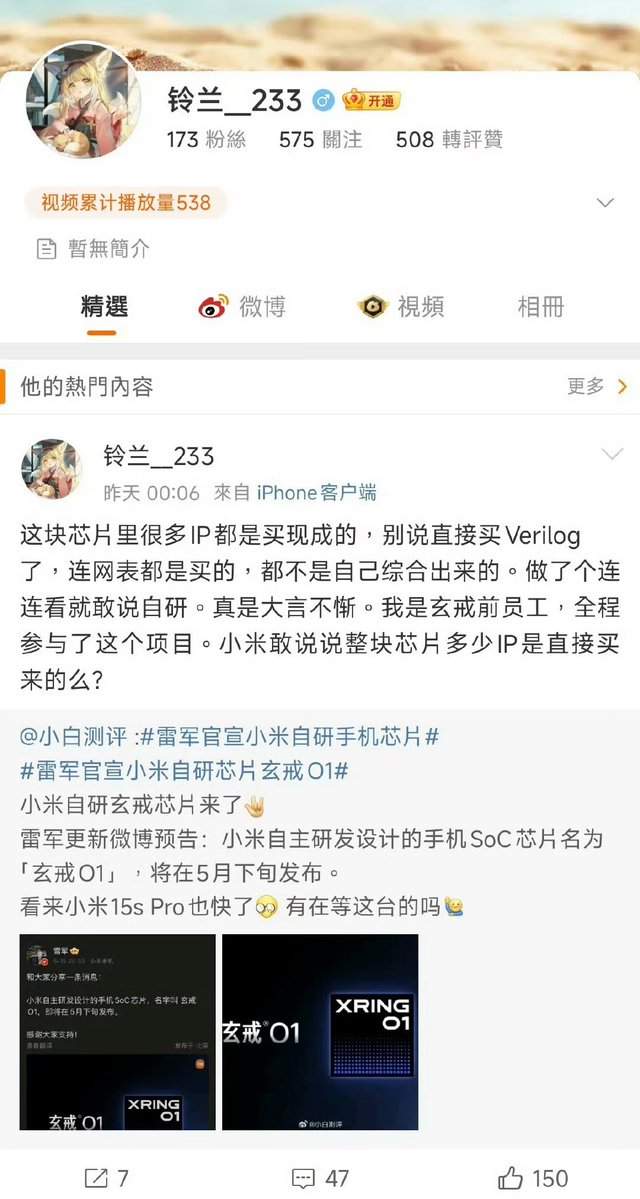 铃兰__233 开通
173 粉絲 575 關注 508 轉評贊
视频累计播放量538
暫無簡介
精選 微博 視頻 相冊
他的熱門內容 更多
铃兰__233
昨天 00:06 來自 iPhone客户端
这块芯片里很多IP都是买现成的，别说直接买Verilog
了，连网表都是买的，都不是自己综合出来的。做了个连
连看就敢说自研。真是大言不惭。我是玄戒前员工，全程
参与了这个项目。小米敢说说整块芯片多少IP是直接买
来的么？
@小白测评 :#雷军官宣小米自研手机芯片#
#雷军官宣小米自研芯片玄戒O1#
小米自研玄戒芯片来了
雷军更新微博预告：小米自主研发设计的手机SoC芯片名为
「玄戒O1」，将在5月下旬发布。
看来小米15s Pro也快了 有在等这台的吗
雷军
和大家分享一条消息：
小米自主研发设计的手机SoC芯片，名字叫 玄戒
O1，即将在5月下旬发布。
感谢大家支持！
玄戒 O1
XRING
O1
玄戒® O1
XRING
O1
@小白测评
7 47 150